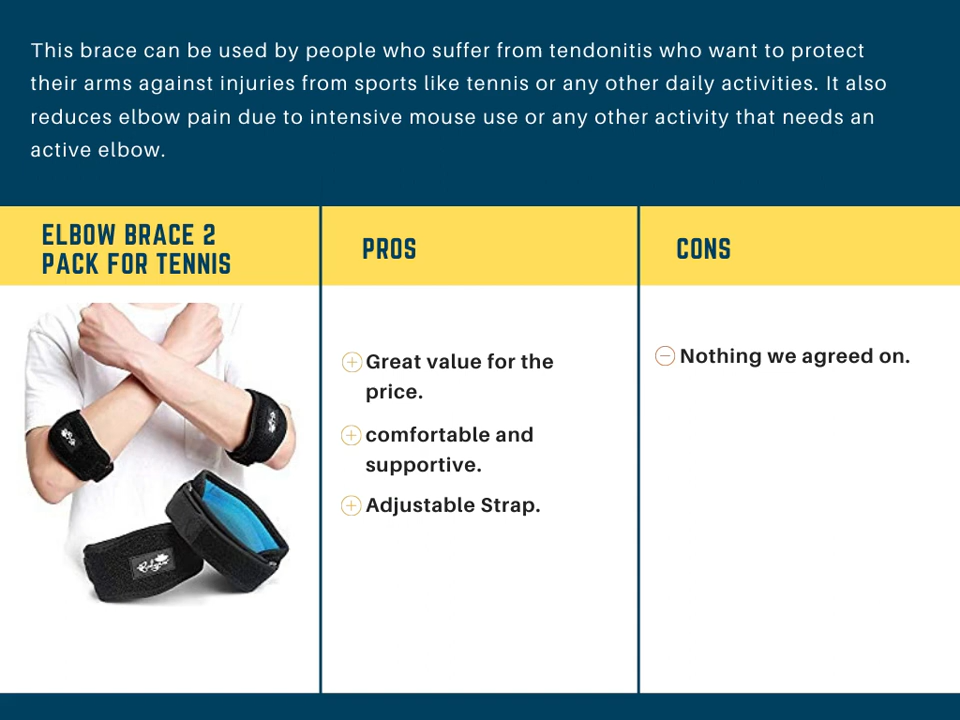 This brace can be used by people who suffer from tendonitis who want to protect
their arms against injuries from sports like tennis or any other daily activities. It also
reduces elbow pain due to intensive mouse use or any other activity that needs an
active elbow.
ELBOW BRACE 2
PACK FOR TENNIS
PROS
CONS
Great value for the
price.
comfortable and
supportive.
Adjustable Strap.
Nothing we agreed on.